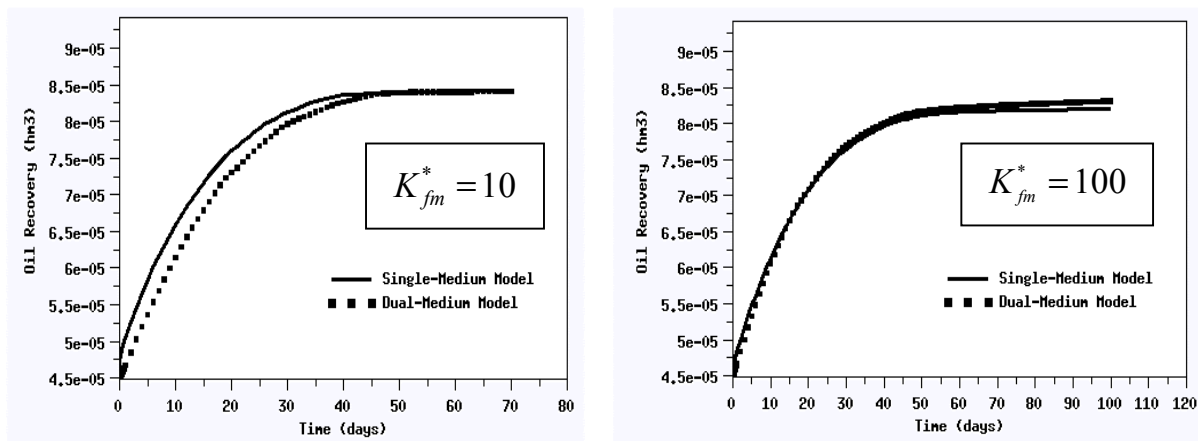 9e-05
8.5e-05
8e-05
7.5e-05
7e-05
6.5e-05
6e-05
5.5e-05
5e-05
4.5e-05
Oil Recovery (hm3)
K*fm = 10
Single-Medium Model
Dual-Medium Model
0 10 20 30 40 50 60 70 80
Time (days)
9e-05
8.5e-05
8e-05
7.5e-05
7e-05
6.5e-05
6e-05
5.5e-05
5e-05
4.5e-05
Oil Recovery (hm3)
K*fm = 100
Single-Medium Model
Dual-Medium Model
0 10 20 30 40 50 60 70 80 90 100 110 120
Time (days)